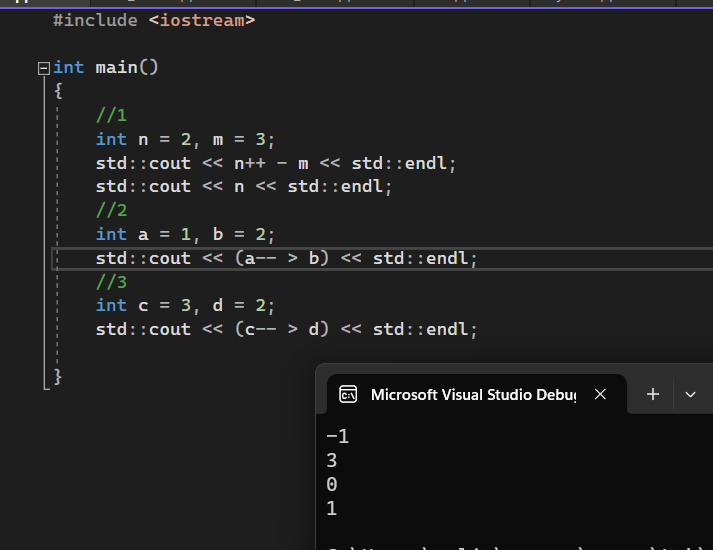 #include <iostream>
int main()
{
//1
int n = 2, m = 3;
std::cout << n++ - m << std::endl;
std::cout << n << std::endl;
//2
int a = 1, b = 2;
std::cout << (a-- > b) << std::endl;
//3
int c = 3, d = 2;
std::cout << (c-- > d) << std::endl;
}
Microsoft Visual Studio Debu
-1
3
0
1